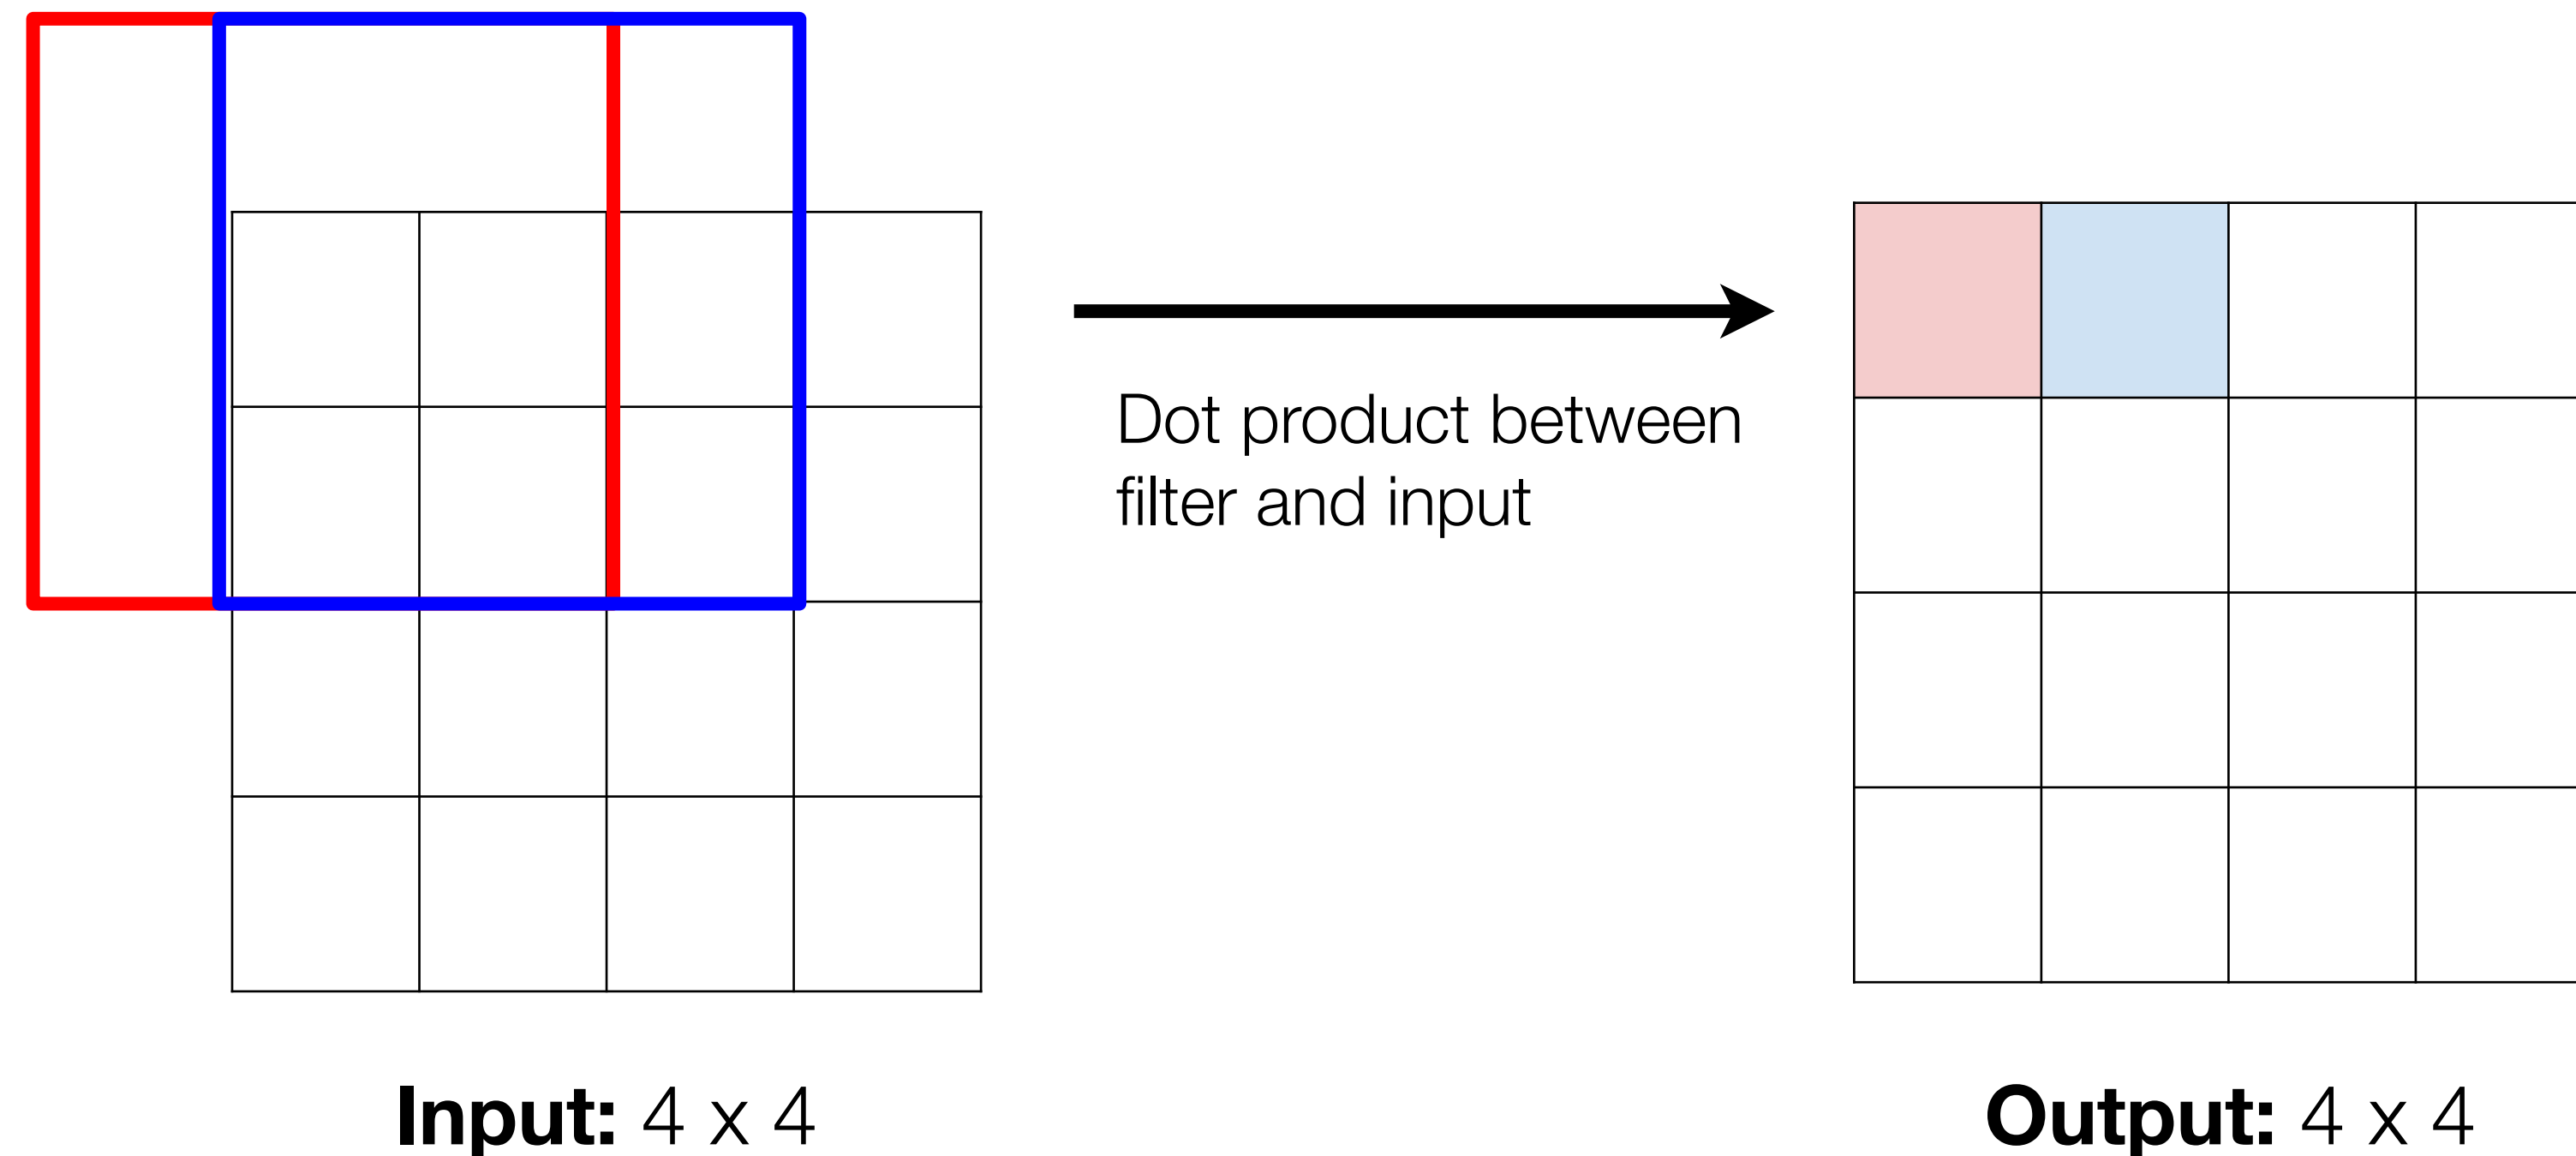 Dot product between
filter and input
Input: 4 x 4
Output: 4 x 4